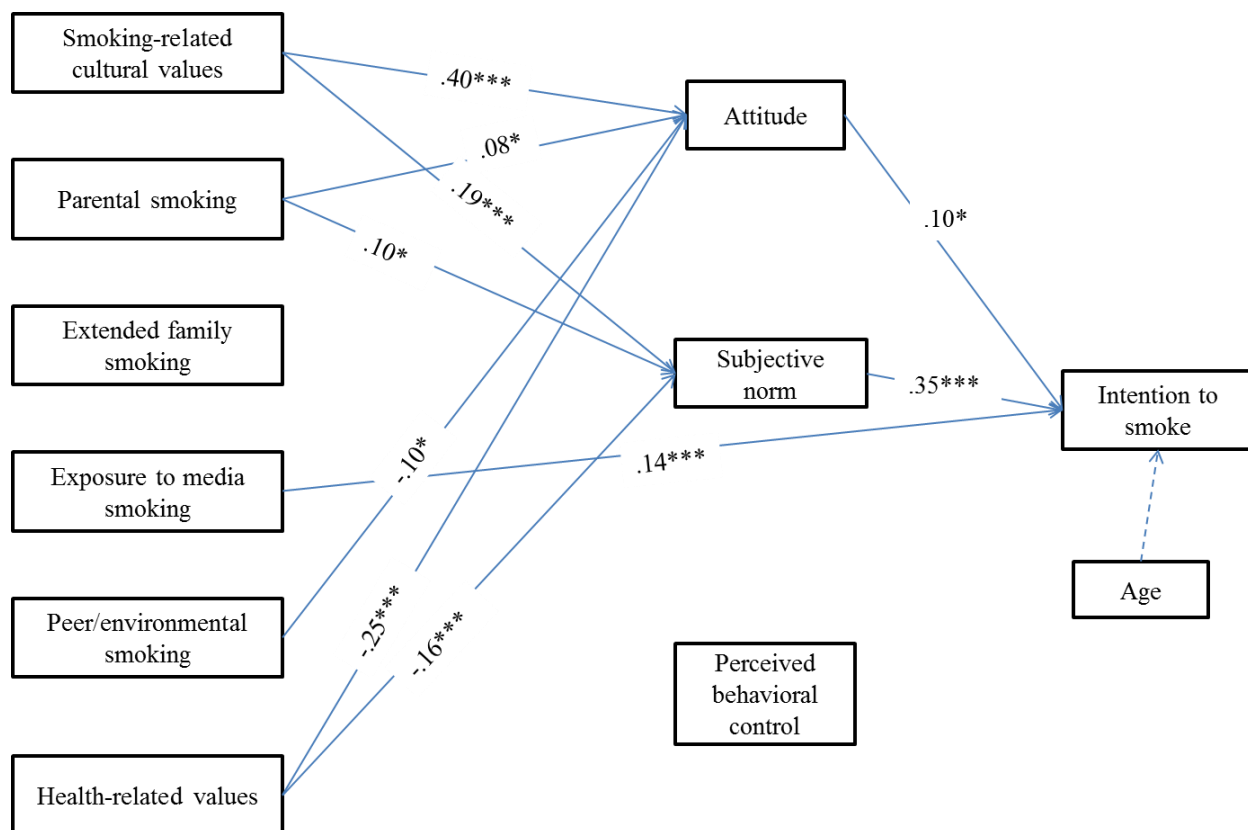 Smoking-related
cultural values
.40***
Attitude
.08*
Parental smoking
.19***
.10*
.10*
Extended family
smoking
Subjective
norm
.35***
Intention to
smoke
Exposure to media
smoking
.14***
-.10*
Age
Peer/environmental
smoking
-.25***
-.16***
Perceived
behavioral
control
Health-related values